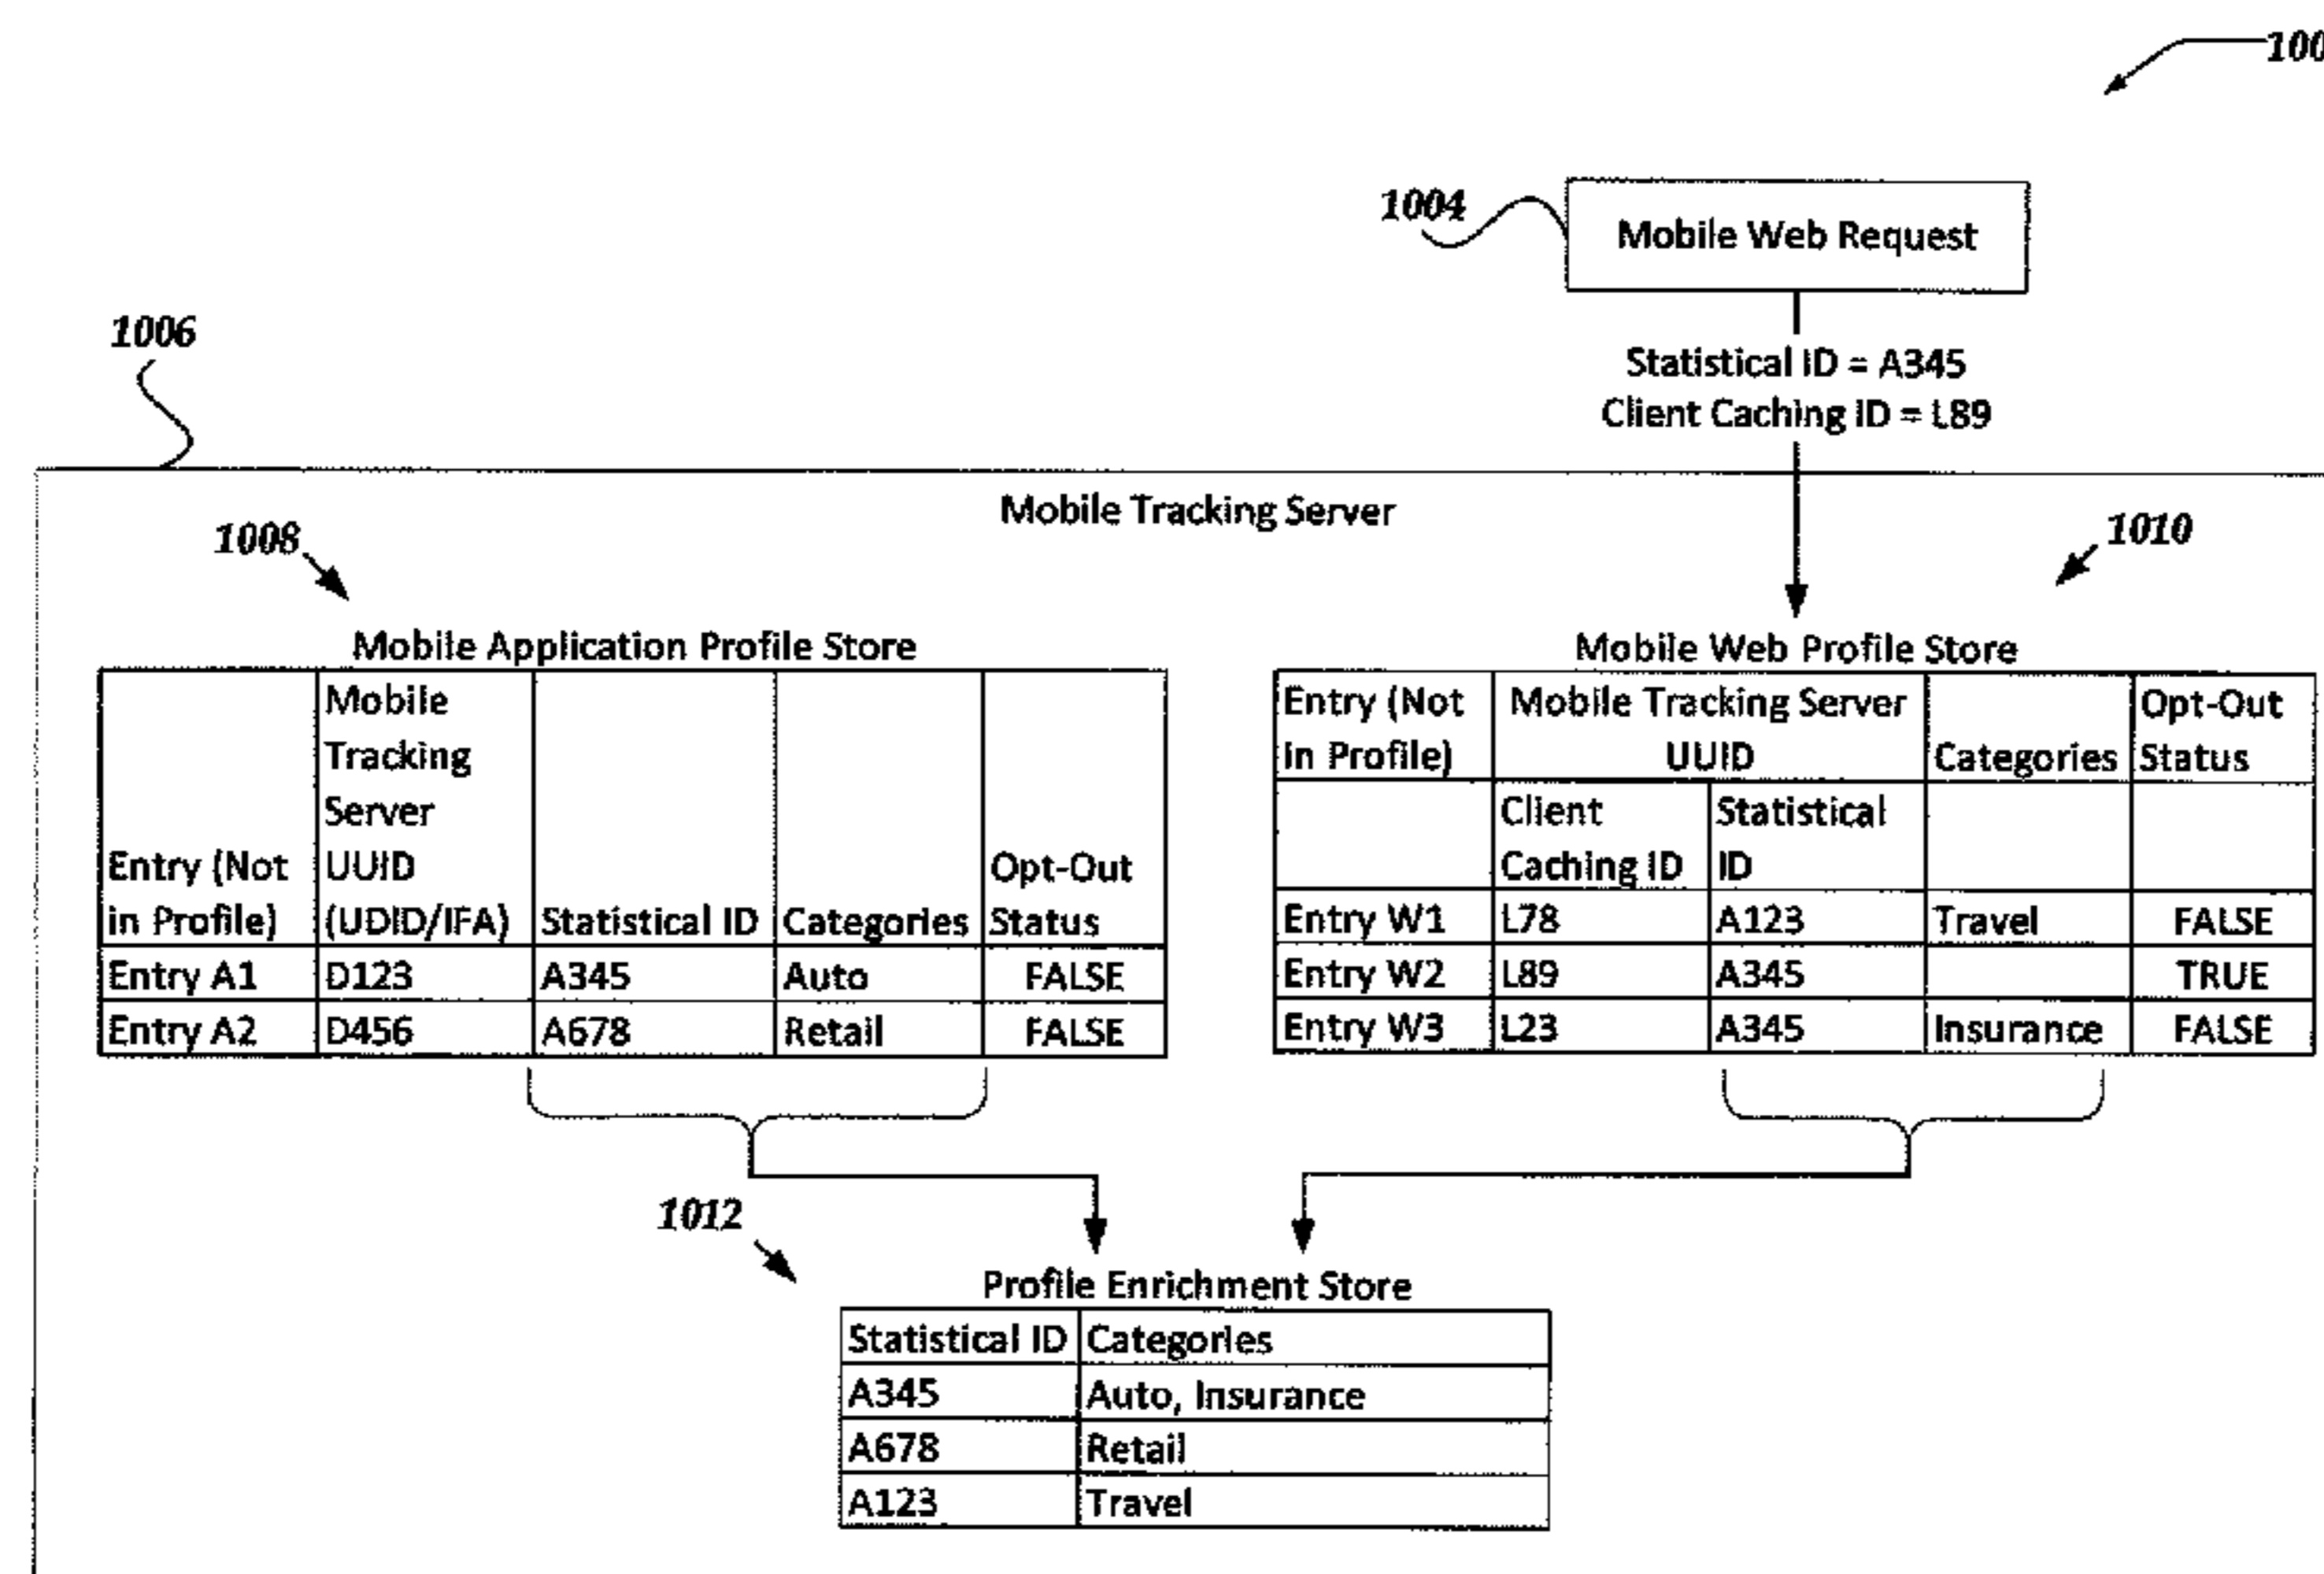 100
1004
Mobile Web Request
1006
Statistical ID = A345
Client Caching ID = L89
Mobile Tracking Server
1008
1010
Mobile Application Profile Store
Entry (Not
in Profile)
Mobile
Tracking
Server
UUID
(UDID/IFA)
Statistical ID
Categories
Opt-Out
Status
Entry A1 D123 A345 Auto FALSE
Entry A2 D456 A678 Retail FALSE
Mobile Web Profile Store
Entry (Not
in Profile)
Mobile Tracking Server
UUID
Categories
Opt-Out
Status
Client
Caching ID
Statistical
ID
Entry W1 L78 A123 Travel FALSE
Entry W2 L89 A345 TRUE
Entry W3 L23 A345 Insurance FALSE
1012
Profile Enrichment Store
Statistical ID Categories
A345 Auto, Insurance
A678 Retail
A123 Travel